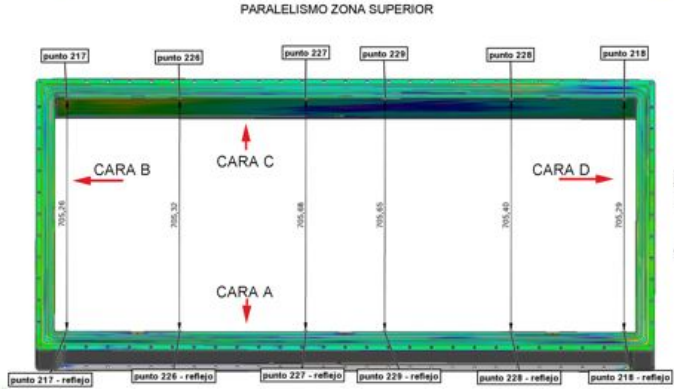 PARALELISMO ZONA SUPERIOR
punto 217
punto 226
punto 227
punto 229
punto 228
punto 218
CARA C
CARA B
CARA D
705,26
705,32
705,68
705,65
705,40
705,29
CARA A
punto 217 - reflejo
punto 226 - reflejo
punto 227 - reflejo
punto 229 - reflejo
punto 228 - reflejo
punto 218 - reflejo